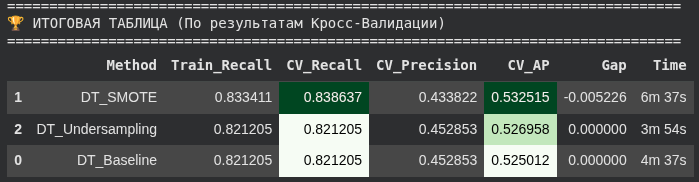 ================================================================================
🏆 ИТОГОВАЯ ТАБЛИЦА (По результатам Кросс-Валидации)
================================================================================
Method Train_Recall CV_Recall CV_Precision CV_AP Gap Time
1 DT_SMOTE 0.833411 0.838637 0.433822 0.532515 -0.005226 6m 37s
2 DT_Undersampling 0.821205 0.821205 0.452853 0.526958 0.000000 3m 54s
0 DT_Baseline 0.821205 0.821205 0.452853 0.525012 0.000000 4m 37s